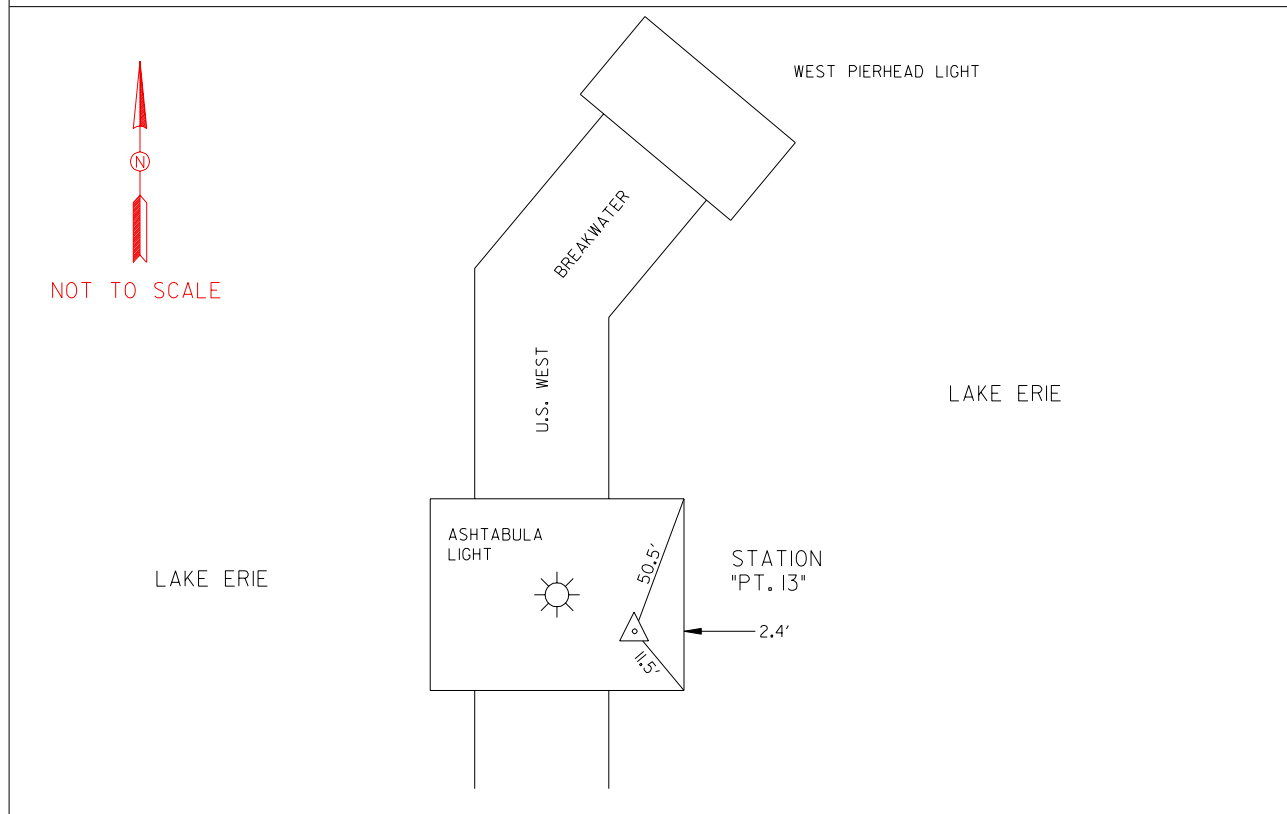 WEST PIERHEAD LIGHT
N
NOT TO SCALE
BREAKWATER
U.S. WEST
LAKE ERIE
ASHTABULA
LIGHT
50.5'
STATION
"PT. 13"
LAKE ERIE
2.4'
11.5'